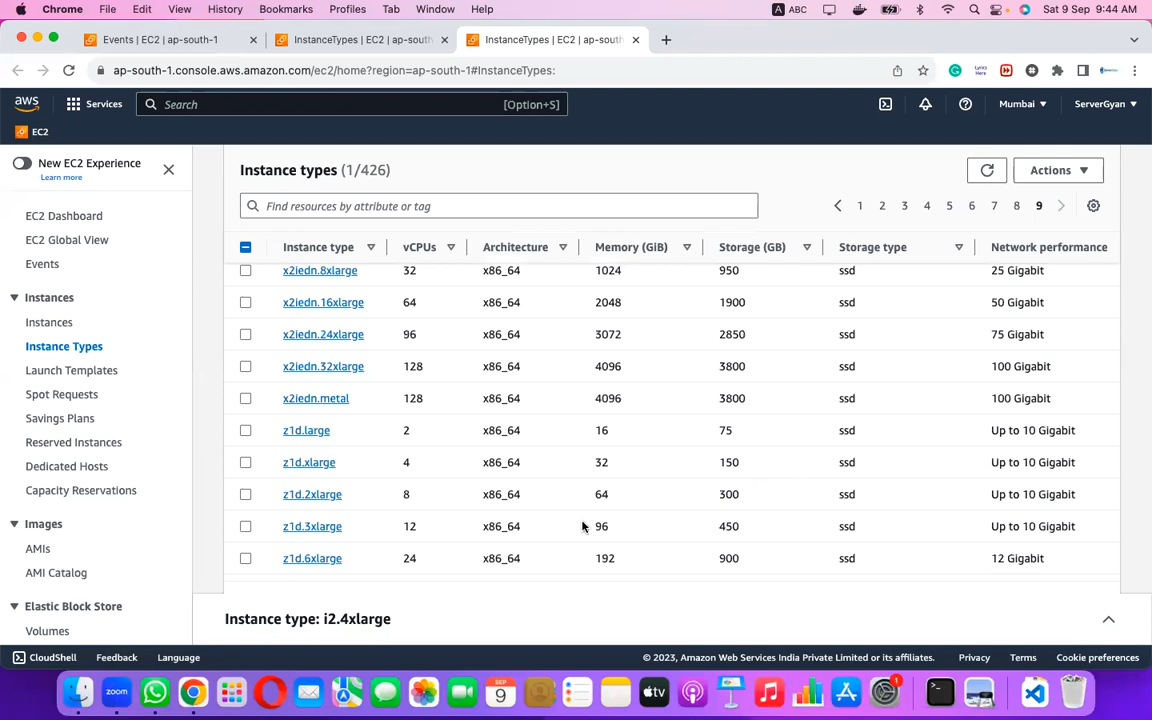 Chrome File Edit View History Bookmarks Profiles Tab Window Help A ABC Sat 9 Sep 9:44 AM
Events | EC2 | ap-south-1 InstanceTypes | EC2 | ap-south InstanceTypes | EC2 | ap-south
ap-south-1.console.aws.amazon.com/ec2/home?region=ap-south-1#InstanceTypes:
aws Services Search [Option+S] Mumbai ServerGyan
EC2
New EC2 Experience
Learn more
EC2 Dashboard
EC2 Global View
Events
Instances
Instances
Instance Types
Launch Templates
Spot Requests
Savings Plans
Reserved Instances
Dedicated Hosts
Capacity Reservations
Images
AMIs
AMI Catalog
Elastic Block Store
Volumes
Instance types (1/426) Actions
Find resources by attribute or tag 1 2 3 4 5 6 7 8 9
Instance type vCPUs Architecture Memory (GiB) Storage (GB) Storage type Network performance
x2iedn.8xlarge 32 x86_64 1024 950 ssd 25 Gigabit
x2iedn.16xlarge 64 x86_64 2048 1900 ssd 50 Gigabit
x2iedn.24xlarge 96 x86_64 3072 2850 ssd 75 Gigabit
x2iedn.32xlarge 128 x86_64 4096 3800 ssd 100 Gigabit
x2iedn.metal 128 x86_64 4096 3800 ssd 100 Gigabit
z1d.large 2 x86_64 16 75 ssd Up to 10 Gigabit
z1d.xlarge 4 x86_64 32 150 ssd Up to 10 Gigabit
z1d.2xlarge 8 x86_64 64 300 ssd Up to 10 Gigabit
z1d.3xlarge 12 x86_64 96 450 ssd Up to 10 Gigabit
z1d.6xlarge 24 x86_64 192 900 ssd 12 Gigabit
Instance type: i2.4xlarge
CloudShell Feedback Language © 2023, Amazon Web Services India Private Limited or its affiliates. Privacy Terms Cookie preferences
zoom SEP 9 tv 1